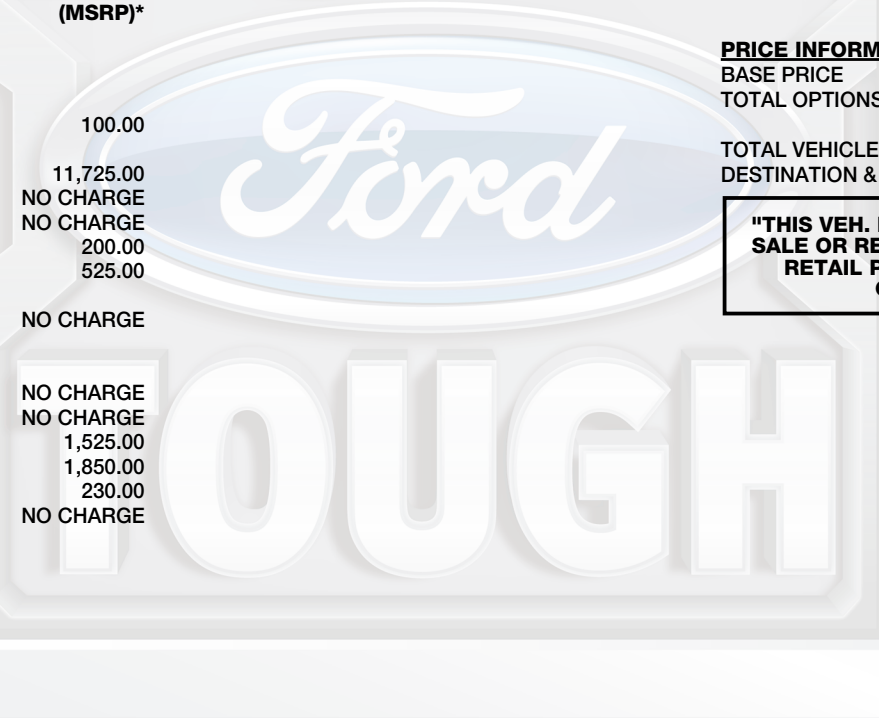 (MSRP)*
100.00
11,725.00
NO CHARGE
NO CHARGE
200.00
525.00
NO CHARGE
NO CHARGE
NO CHARGE
1,525.00
1,850.00
230.00
NO CHARGE
Ford
TOUGH
PRICE
BASE PRICE
TOTAL OPTIONS
TOTAL VEHICLE
DESTINATION &
"THIS VEH.
SALE OR
RETAIL